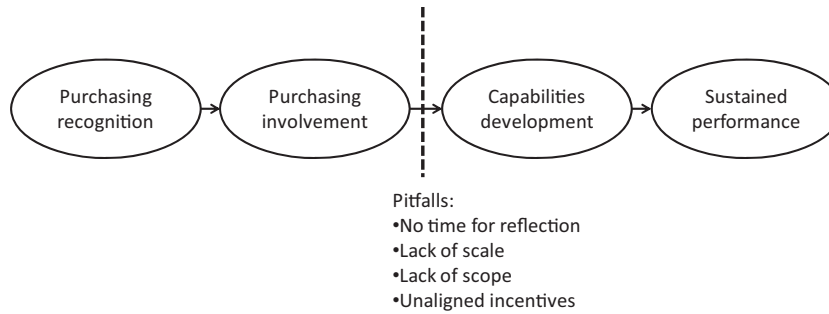 Purchasing
recognition
Purchasing
involvement
Capabilities
development
Sustained
performance
Pitfalls:
•No time for reflection
•Lack of scale
•Lack of scope
•Unaligned incentives